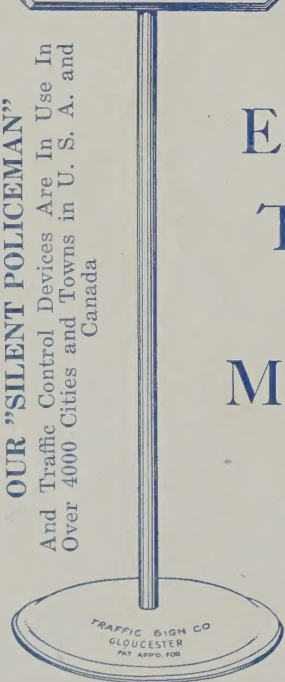 OUR "SILENT POLICEMAN"
And Traffic Control Devices Are In Use In
Over 4000 Cities and Towns in U. S. A. and
Canada
E
T
M
TRAFFIC SIGN CO
GLOUCESTER
PAT APP'D. FOR